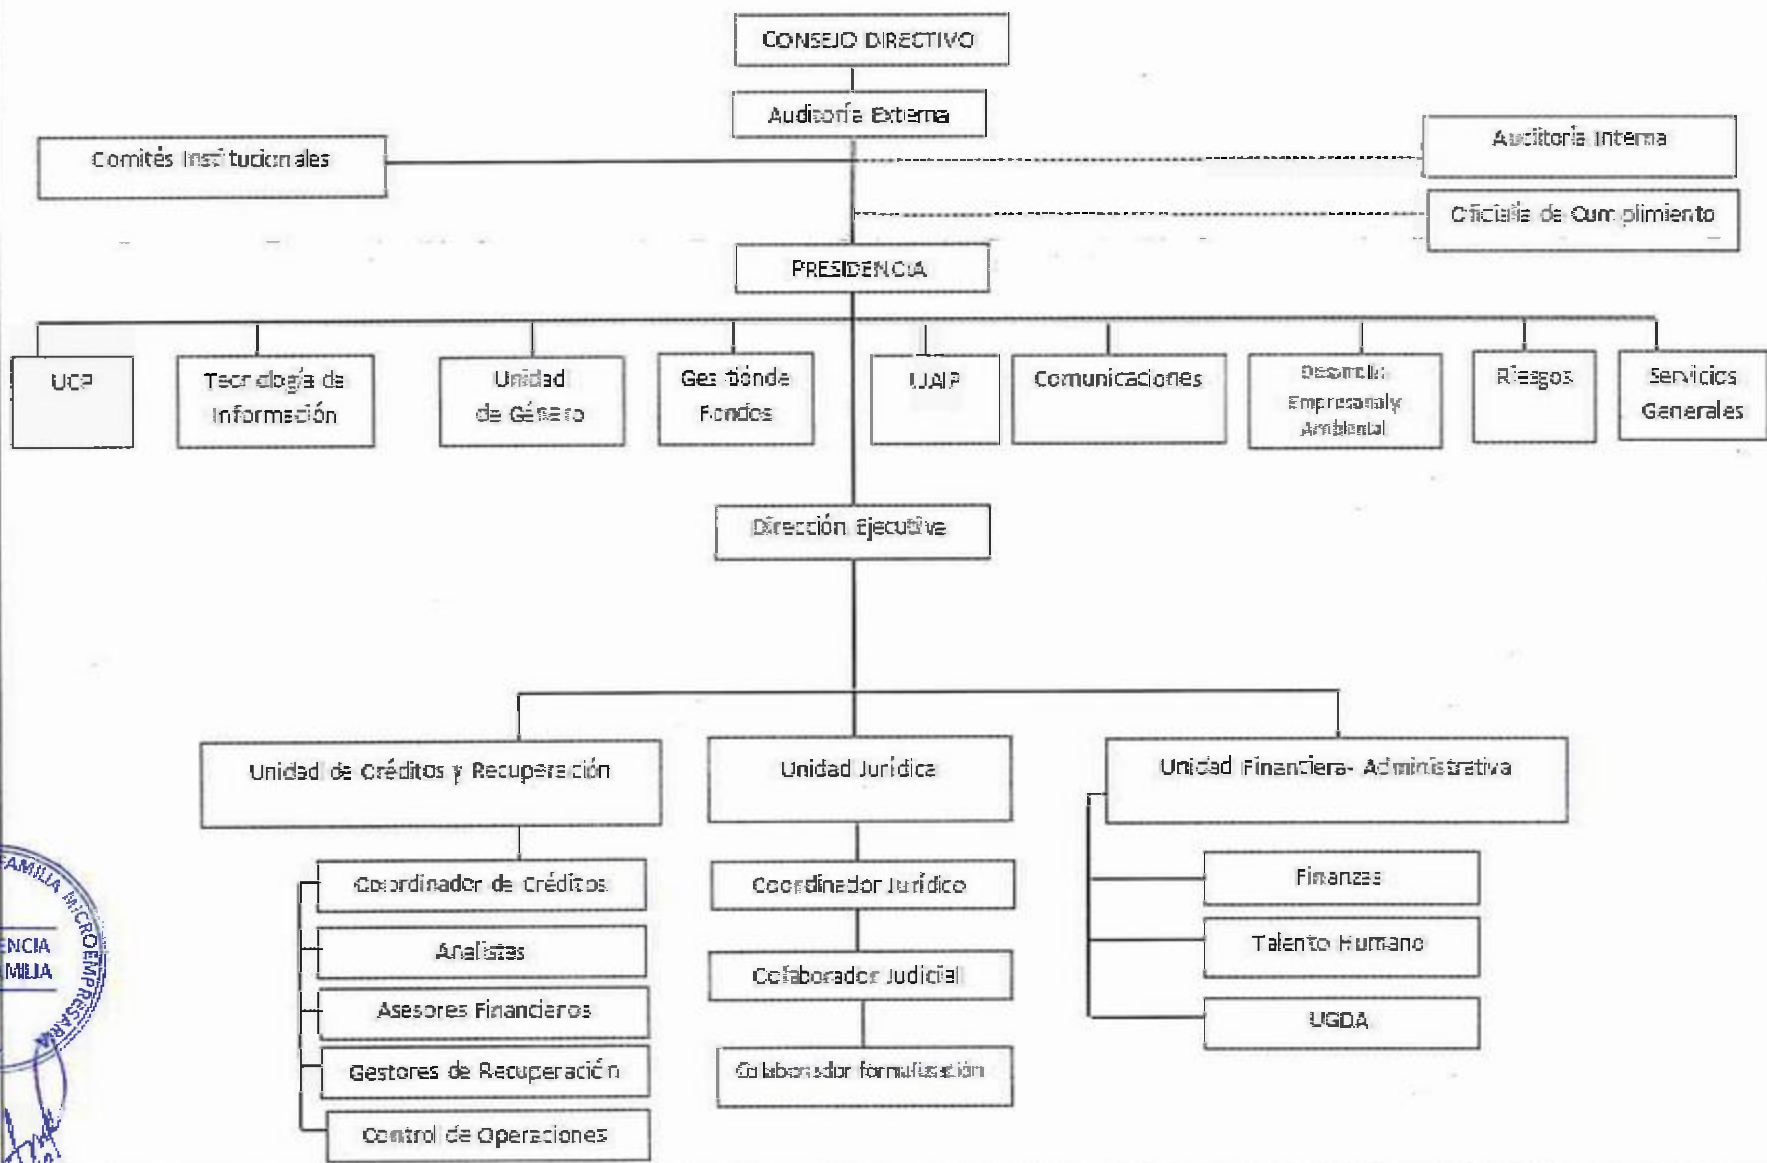 CONSEJO DIRECTIVO
Auditoría Externa
Comités Institucionales
Auditoría Interna
Oficialía de Cumplimiento
PRESIDENCIA
UCP
Tecnología de
Información
Unidad
de Género
Gestión de
Fondos
UAIP
Comunicaciones
Desarrollo
Empresarial y
Ambiental
Riesgos
Servicios
Generales
Dirección Ejecutiva
Unidad de Créditos y Recuperación
Unidad Jurídica
Unidad Financiera- Administrativa
Coordinador de Créditos
Analistas
Asesores Financieros
Gestores de Recuperación
Control de Operaciones
Coordinador Jurídico
Colaborador Judicial
Colaborador formalización
Finanzas
Talento Humano
UGDA
FAMILIA MICROEMPRESARIA
ENCIA
MILIA